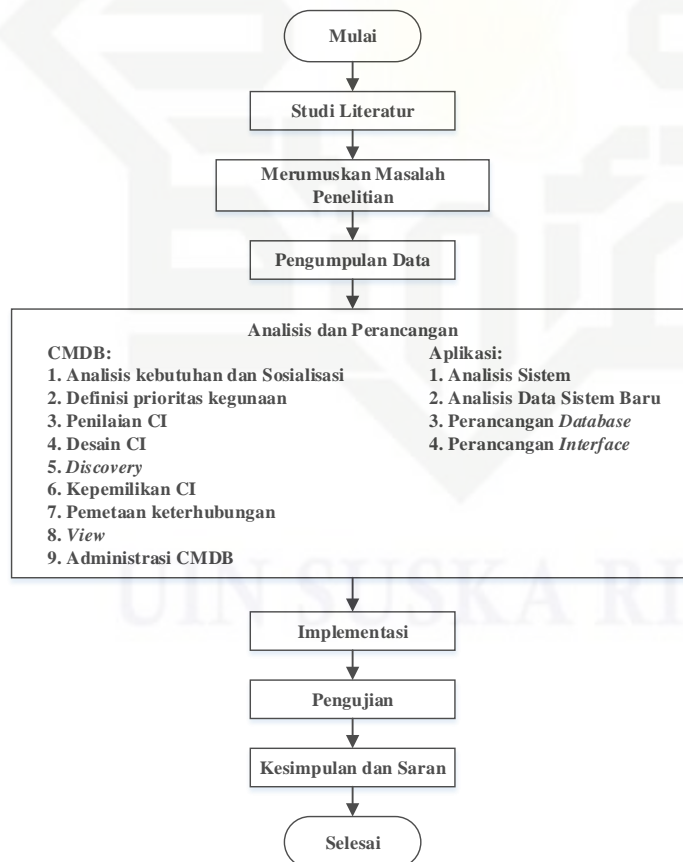 Mulai
Studi Literatur
Merumuskan Masalah
Penelitian
Pengumpulan Data
Analisis dan Perancangan
CMDB:
1. Analisis kebutuhan dan Sosialisasi
2. Definisi prioritas kegunaan
3. Penilaian CI
4. Desain CI
5. Discovery
6. Kepemilikan CI
7. Pemetaan keterhubungan
8. View
9. Administrasi CMDB
Aplikasi:
1. Analisis Sistem
2. Analisis Data Sistem Baru
3. Perancangan Database
4. Perancangan Interface
UIN SUSKA RI
Implementasi
Pengujian
Kesimpulan dan Saran
Selesai